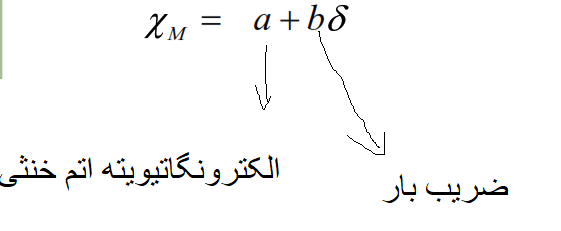 χ_M = a + bδ
الکترونگاتیویته اتم خنثی
ضریب بار